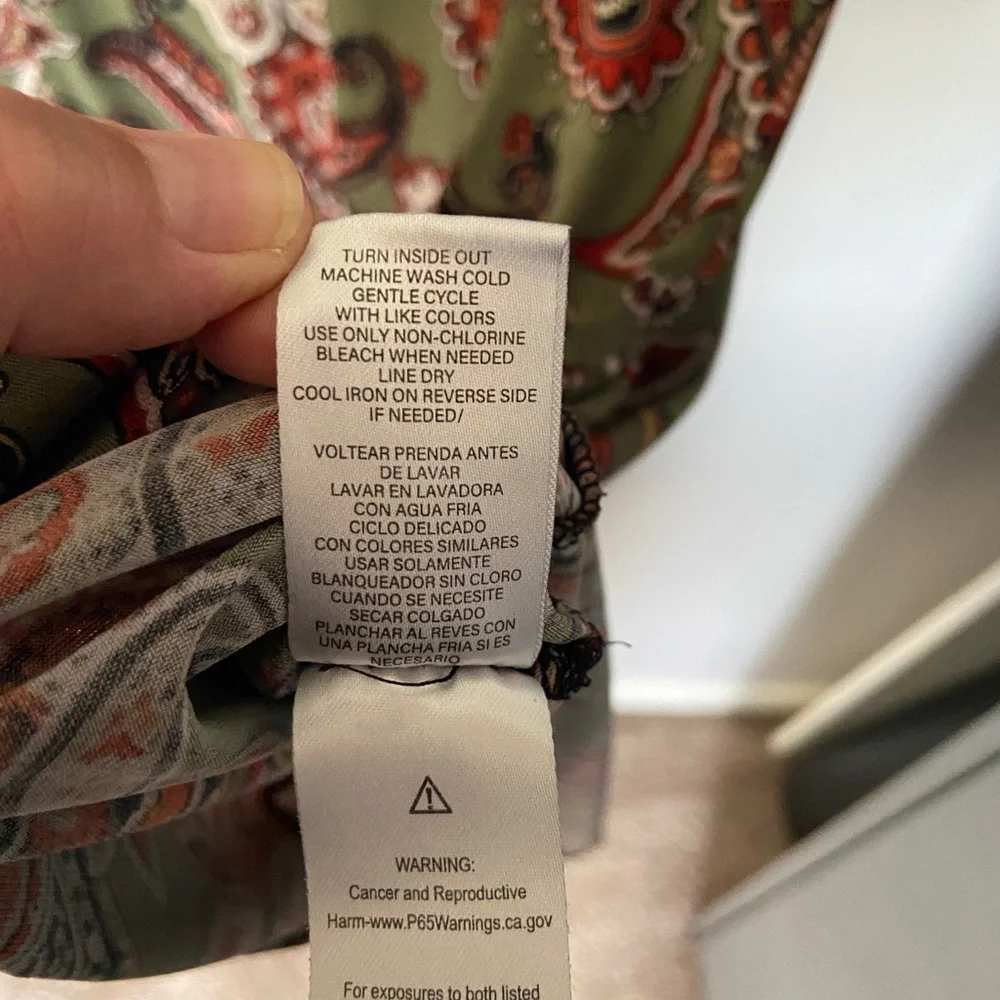 TURN INSIDE OUT
MACHINE WASH COLD
GENTLE CYCLE
WITH LIKE COLORS
USE ONLY NON-CHLORINE
BLEACH WHEN NEEDED
LINE DRY
COOL IRON ON REVERSE SIDE
IF NEEDED/
VOLTEAR PRENDA ANTES
DE LAVAR
LAVAR EN LAVADORA
CON AGUA FRIA
CICLO DELICADO
CON COLORES SIMILARES
USAR SOLAMENTE
BLANQUEADOR SIN CLORO
CUANDO SE NECESITE
SECAR COLGADO
PLANCHAR AL REVES CON
UNA PLANCHA FRIA SI ES
NECESARIO
WARNING:
Cancer and Reproductive
Harm-www.P65Warnings.ca.gov
For exposures to both listed